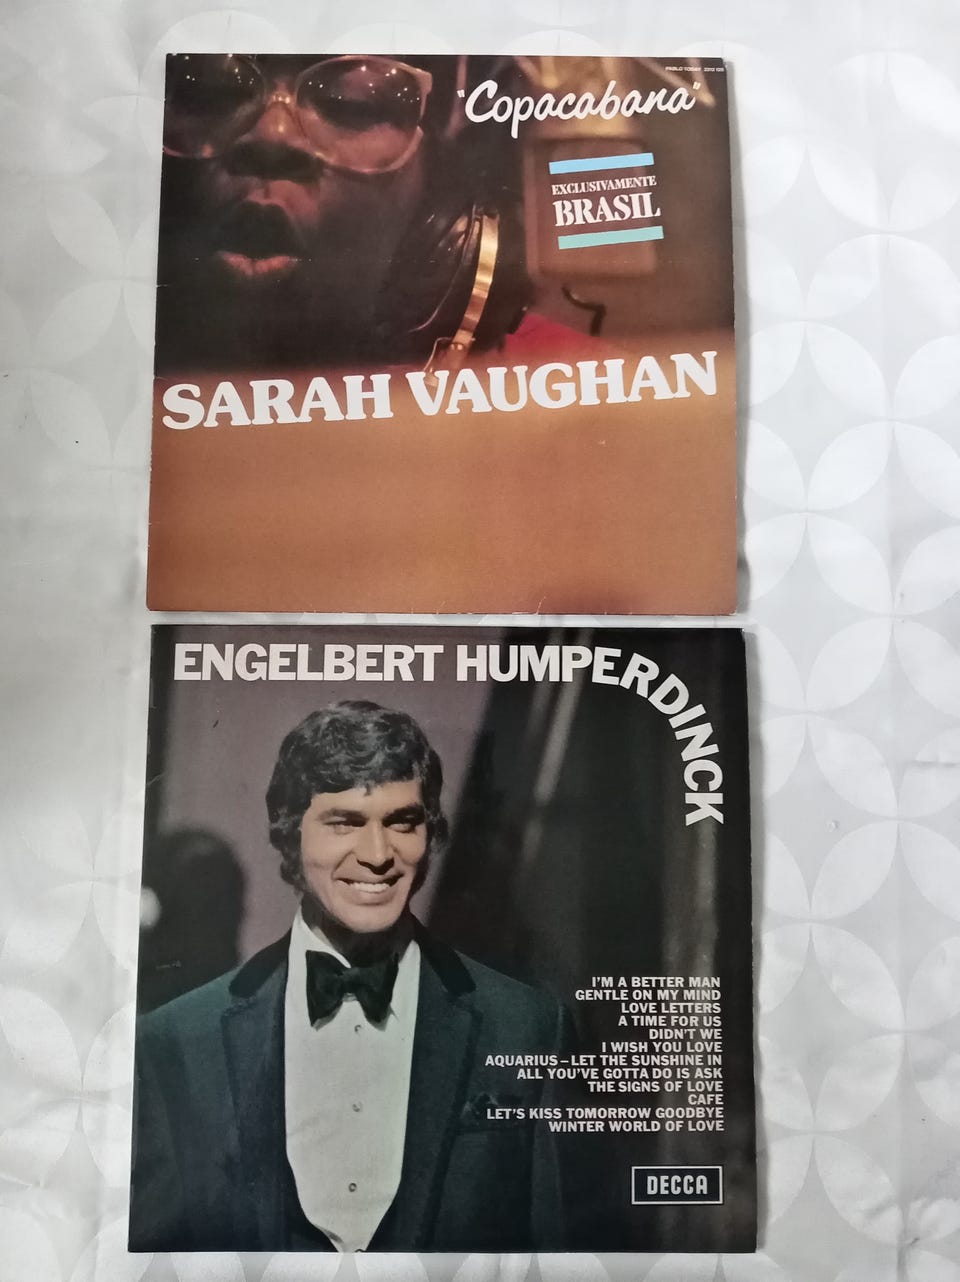 PABLO TODAY 2312 125
"Copacabana"
EXCLUSIVAMENTE
BRASIL
SARAH VAUGHAN
ENGELBERT HUMPERDINCK
I'M A BETTER MAN
GENTLE ON MY MIND
LOVE LETTERS
A TIME FOR US
DIDN'T WE
I WISH YOU LOVE
AQUARIUS–LET THE SUNSHINE IN
ALL YOU'VE GOTTA DO IS ASK
THE SIGNS OF LOVE
CAFE
LET'S KISS TOMORROW GOODBYE
WINTER WORLD OF LOVE
DECCA